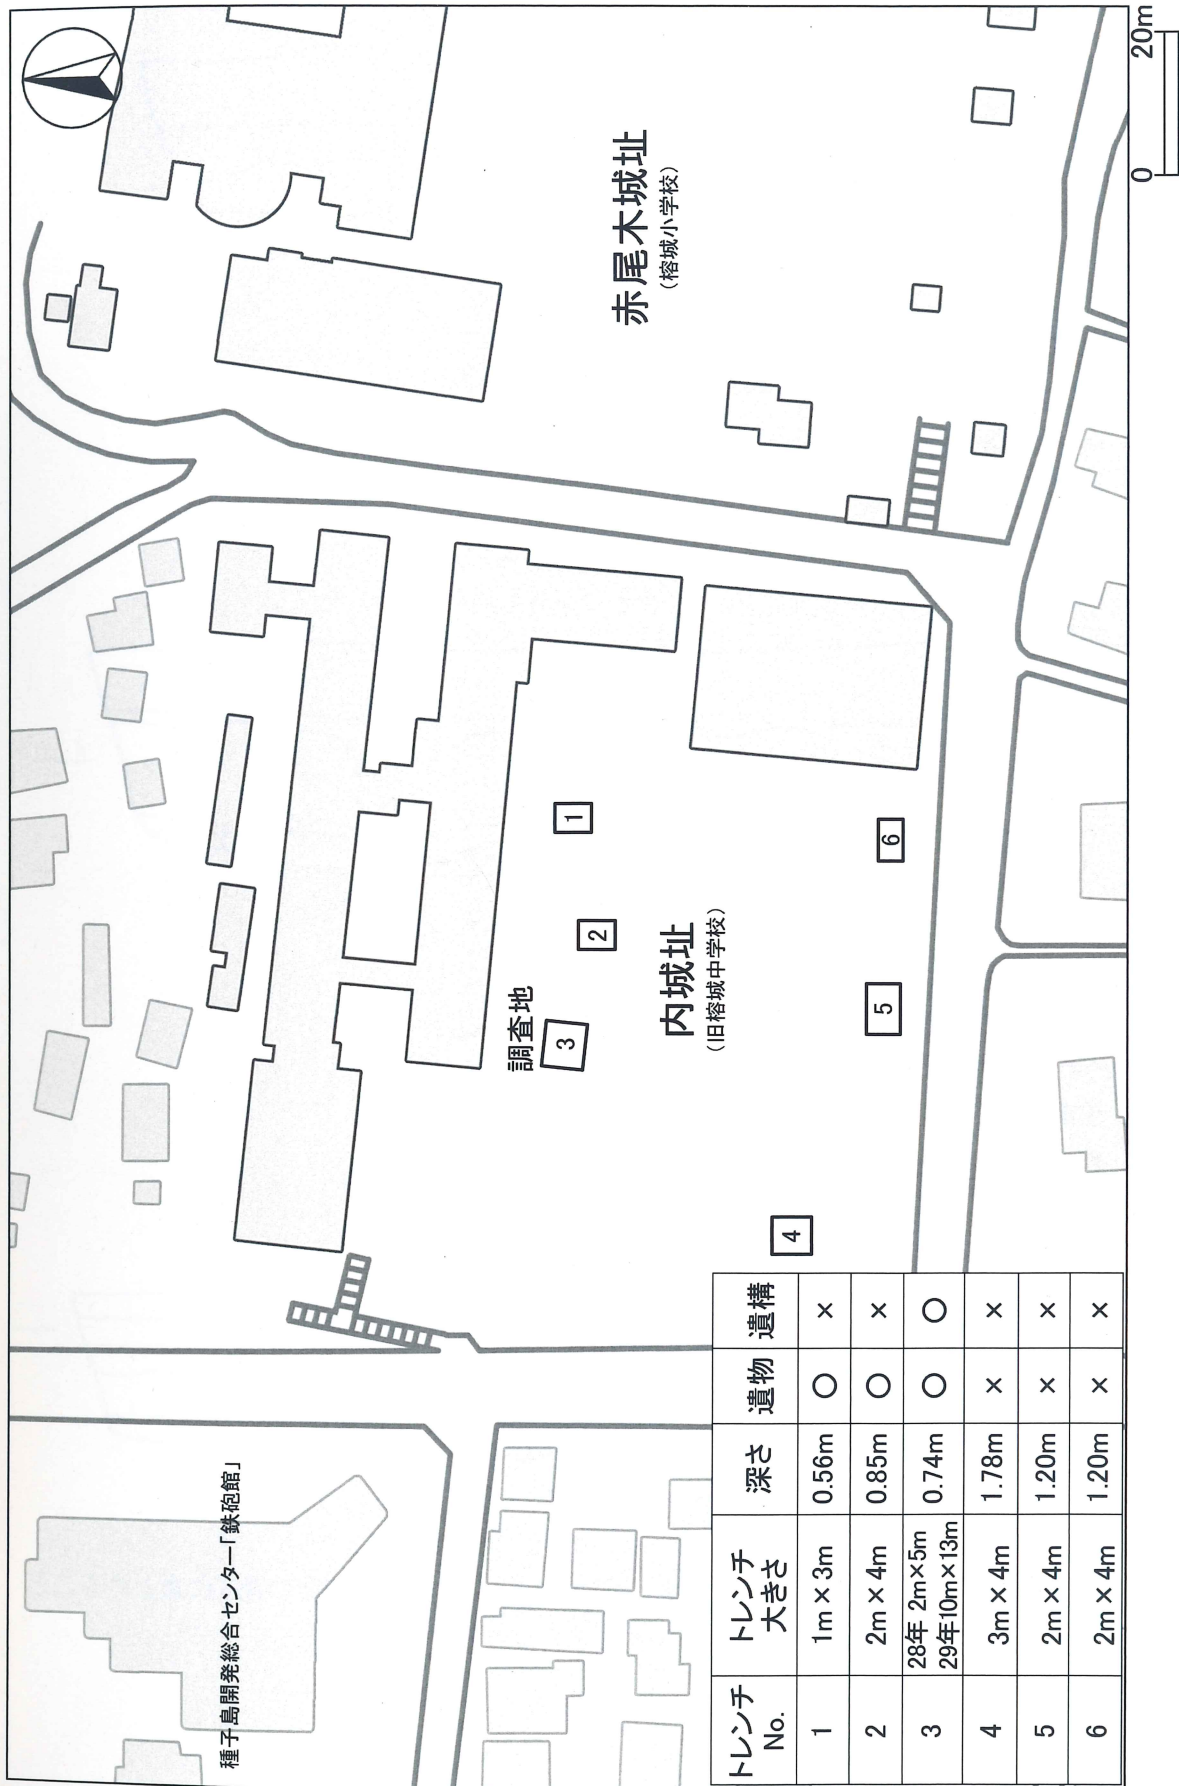 種子島開発総合センター「鉄砲館」
調査地
3
2
1
4
5
6
内城址
（旧榕城中学校）
赤尾木城址
（榕城小学校）
トレンチ No. トレンチ 大きさ 深さ 遺物 遺構
1 1m×3m 0.56m ○ ×
2 2m×4m 0.85m ○ ×
3 28年 2m×5m 29年10m×13m 0.74m ○ ○
4 3m×4m 1.78m × ×
5 2m×4m 1.20m × ×
6 2m×4m 1.20m × ×
0 20m